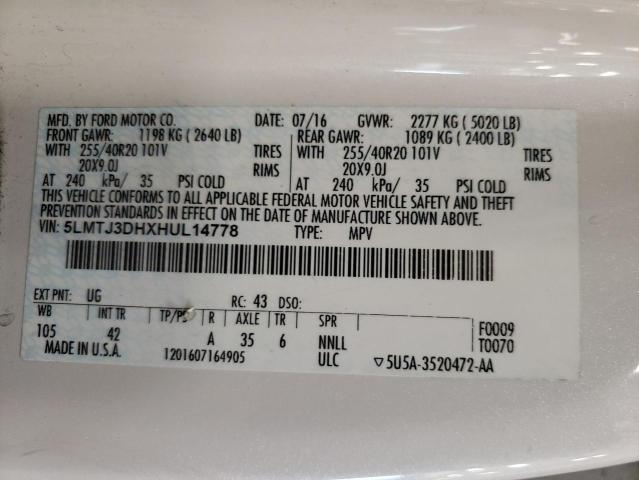 MFD. BY FORD MOTOR CO. DATE: 07/16 GVWR: 2277 KG ( 5020 LB)
FRONT GAWR: 1198 KG ( 2640 LB) REAR GAWR: 1089 KG ( 2400 LB)
WITH 255/40R20 101V TIRES WITH 255/40R20 101V TIRES
20X9.0J RIMS 20X9.0J RIMS
AT 240 kPa/ 35 PSI COLD AT 240 kPa/ 35 PSI COLD
THIS VEHICLE CONFORMS TO ALL APPLICABLE FEDERAL MOTOR VEHICLE SAFETY AND THEFT
PREVENTION STANDARDS IN EFFECT ON THE DATE OF MANUFACTURE SHOWN ABOVE.
VIN: 5LMTJ3DHXHUL14778 TYPE: MPV
EXT PNT: UG RC: 43 DSO:
WB INT TR TP/PS R AXLE TR SPR F0009
105 42 A 35 6 NNLL T0070
MADE IN U.S.A. 1201607164905 ULC ▽5U5A-3520472-AA